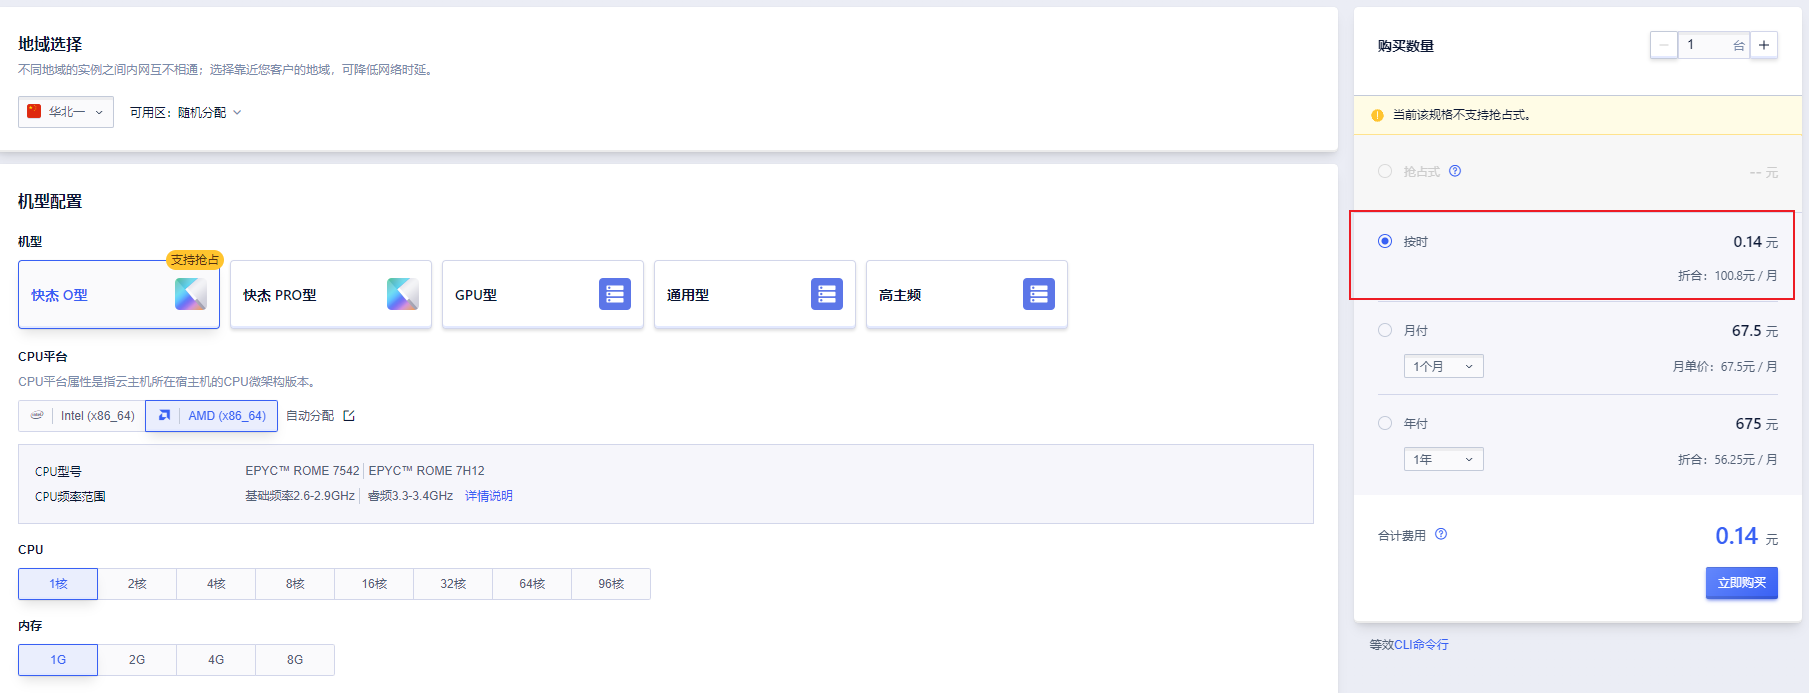 地域选择
不同地域的实例之间内网互不相通；选择靠近您客户的地域，可降低网络时延。
华北一
可用区：随机分配
机型配置
机型
支持抢占
快杰 O型
快杰 PRO型
GPU型
通用型
高主频
CPU平台
CPU平台属性是指云主机所在宿主机的CPU微架构版本。
Intel (x86_64)
AMD (x86_64)
自动分配
CPU型号 EPYC™ ROME 7542 EPYC™ ROME 7H12
CPU频率范围 基础频率2.6-2.9GHz 睿频3.3-3.4GHz 详情说明
CPU
1核 2核 4核 8核 16核 32核 64核 96核
内存
1G 2G 4G 8G
购买数量 − 1 台 +
当前该规格不支持抢占式。
抢占式 -- 元
按时 0.14 元
折合：100.8元 / 月
月付 67.5 元
1个月 月单价：67.5元 / 月
年付 675 元
1年 折合：56.25元 / 月
合计费用 0.14 元
立即购买
等效CLI命令行